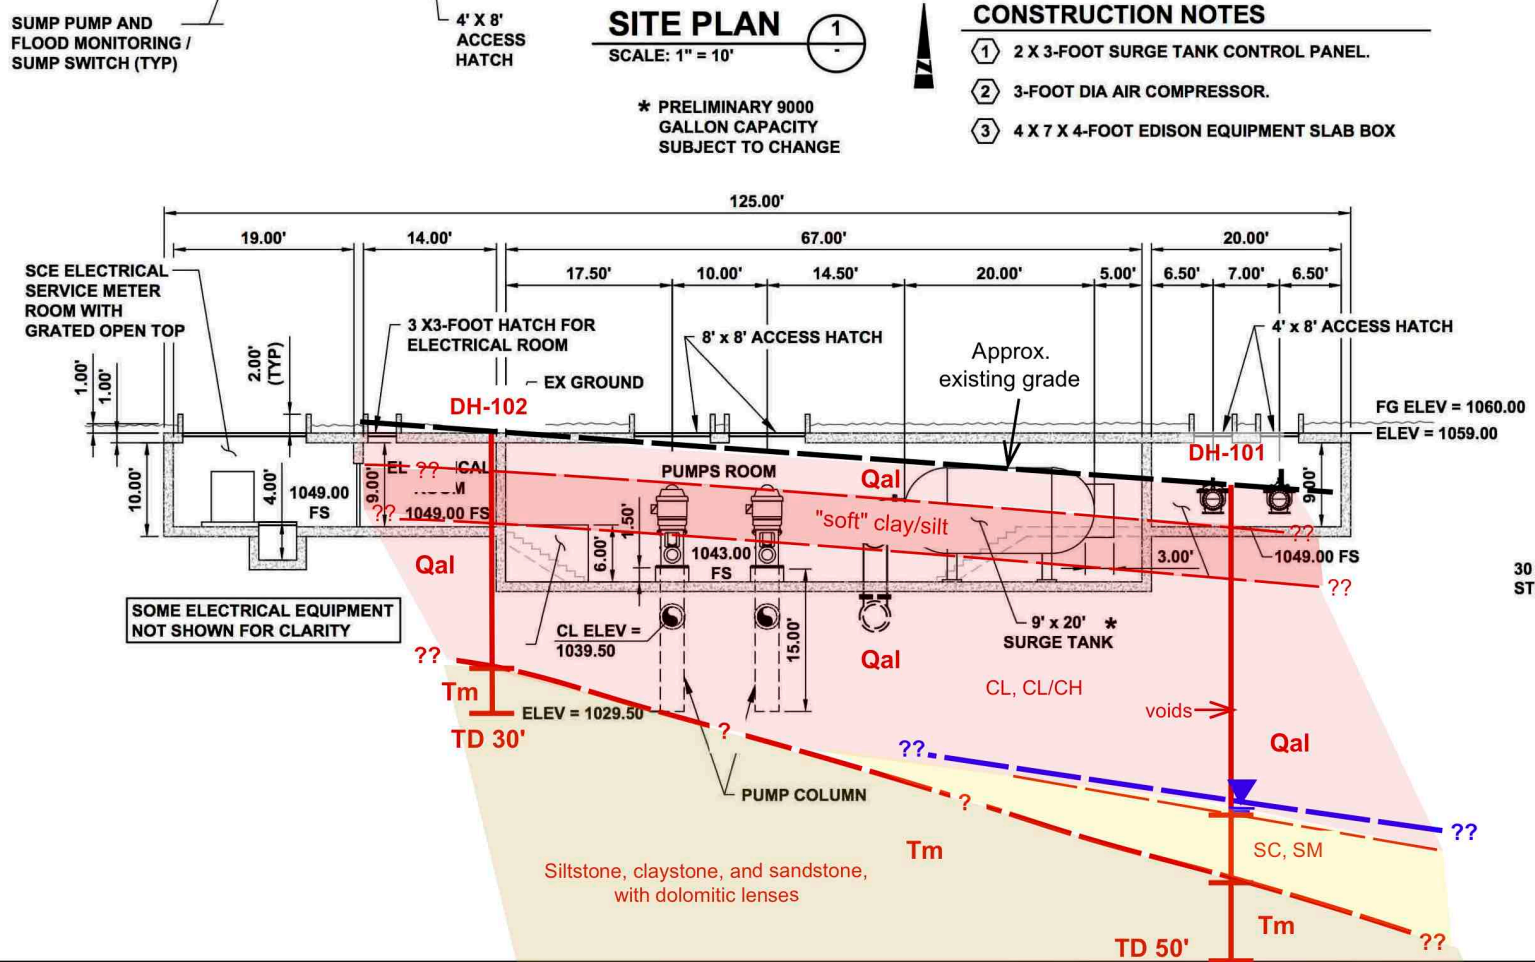 SUMP PUMP AND
FLOOD MONITORING /
SUMP SWITCH (TYP)
4' X 8'
ACCESS
HATCH
SITE PLAN
SCALE: 1" = 10'
1
-
* PRELIMINARY 9000
GALLON CAPACITY
SUBJECT TO CHANGE
CONSTRUCTION NOTES
1 2 X 3-FOOT SURGE TANK CONTROL PANEL.
2 3-FOOT DIA AIR COMPRESSOR.
3 4 X 7 X 4-FOOT EDISON EQUIPMENT SLAB BOX
125.00'
19.00'
14.00'
67.00'
20.00'
17.50'
10.00'
14.50'
20.00'
5.00'
6.50'
7.00'
6.50'
SCE ELECTRICAL
SERVICE METER
ROOM WITH
GRATED OPEN TOP
3 X3-FOOT HATCH FOR
ELECTRICAL ROOM
8' x 8' ACCESS HATCH
4' x 8' ACCESS HATCH
Approx.
existing grade
1.00'
1.00'
2.00'
(TYP)
EX GROUND
DH-102
FG ELEV = 1060.00
ELEV = 1059.00
DH-101
10.00'
4.00'
1049.00
FS
9.00'
??
??
1049.00 FS
PUMPS ROOM
Qal
"soft" clay/silt
9.00'
??
1.50'
6.00'
1043.00
FS
3.00'
1049.00 FS
??
30
ST
Qal
SOME ELECTRICAL EQUIPMENT
NOT SHOWN FOR CLARITY
CL ELEV =
1039.50
15.00'
9' x 20' *
SURGE TANK
Qal
CL, CL/CH
??
Tm
ELEV = 1029.50
TD 30'
?
voids
Qal
??
PUMP COLUMN
?
??
Tm
SC, SM
Siltstone, claystone, and sandstone,
with dolomitic lenses
Tm
TD 50'
??